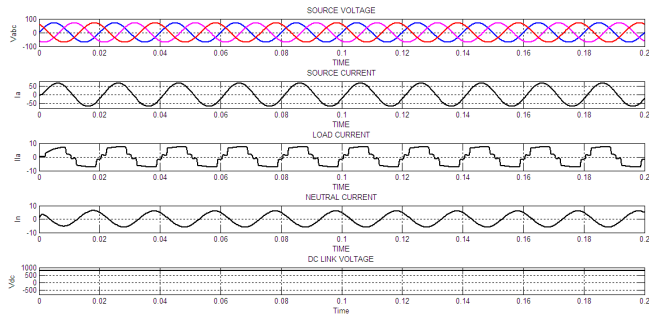 SOURCE VOLTAGE
Vabc
100
0
-100
0 0.02 0.04 0.06 0.08 0.1 0.12 0.14 0.16 0.18 0.2
TIME
SOURCE CURRENT
Ia
50
0
-50
0 0.02 0.04 0.06 0.08 0.1 0.12 0.14 0.16 0.18 0.2
TIME
LOAD CURRENT
Ila
10
0
-10
0 0.02 0.04 0.06 0.08 0.1 0.12 0.14 0.16 0.18 0.2
TIME
NEUTRAL CURRENT
In
10
0
-10
0 0.02 0.04 0.06 0.08 0.1 0.12 0.14 0.16 0.18 0.2
TIME
DC LINK VOLTAGE
Vdc
1000
500
0
-500
0 0.02 0.04 0.06 0.08 0.1 0.12 0.14 0.16 0.18 0.2
Time